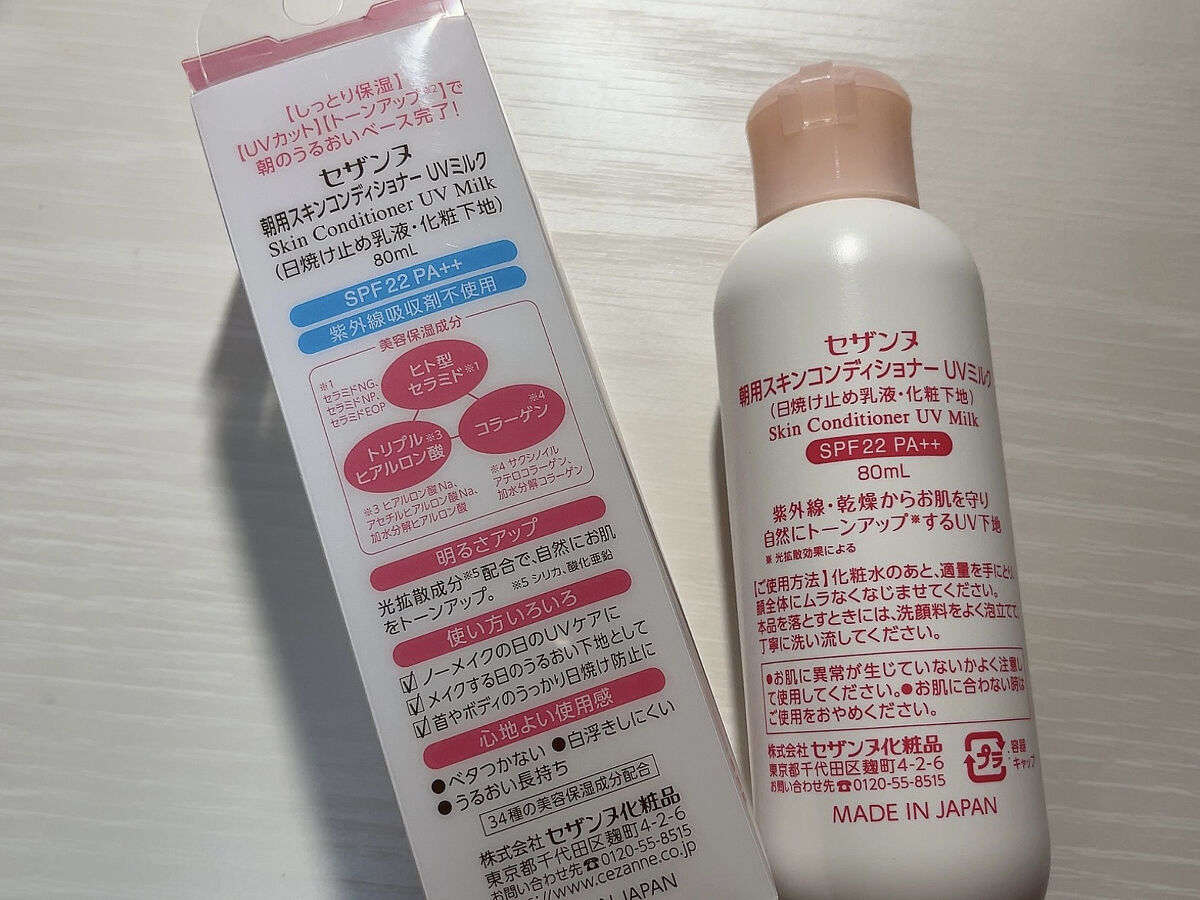 【しっとり保湿】
【UVカット】【トーンアップ※2】で
朝のうるおいベース完了!
セザンヌ
朝用スキンコンディショナー UVミルク
Skin Conditioner UV Milk
(日焼け止め乳液・化粧下地)
80mL
SPF22 PA++
紫外線吸収剤不使用
美容保湿成分
※1
セラミドNG、
セラミドNP、
セラミドEOP
ヒト型
セラミド※1
トリプル※3
ヒアルロン酸
※4
コラーゲン
※3 ヒアルロン酸Na、
アセチルヒアルロン酸Na、
加水分解ヒアルロン酸
※4 サクシノイル
アテロコラーゲン、
加水分解コラーゲン
明るさアップ
光拡散成分※5配合で、自然にお肌
をトーンアップ。 ※5 シリカ、酸化亜鉛
使い方いろいろ
ノーメイクの日のUVケアに
メイクする日のうるおい下地として
首やボディのうっかり日焼け防止に
心地よい使用感
●ベタつかない ●白浮きしにくい
●うるおい長持ち
34種の美容保湿成分配合
株式会社 セザンヌ化粧品
東京都千代田区麹町4-2-6
お問い合わせ先☎0120-55-8515
://www.cezanne.co.jp
IN JAPAN
セザンヌ
朝用スキンコンディショナー UVミルク
(日焼け止め乳液・化粧下地)
Skin Conditioner UV Milk
SPF22 PA++
80mL
紫外線・乾燥からお肌を守り
自然にトーンアップ※するUV下地
※ 光拡散効果による
【ご使用方法】化粧水のあと、適量を手にとり、
顔全体にムラなくなじませてください。
本品を落とすときには、洗顔料をよく泡立てて、
丁寧に洗い流してください。
●お肌に異常が生じていないかよく注意し
て使用してください。●お肌に合わない時は
ご使用をおやめください。
株式会社 セザンヌ化粧品
東京都千代田区麹町4-2-6
お問い合わせ先☎0120-55-8515
プラ
:容器
キャップ
MADE IN JAPAN